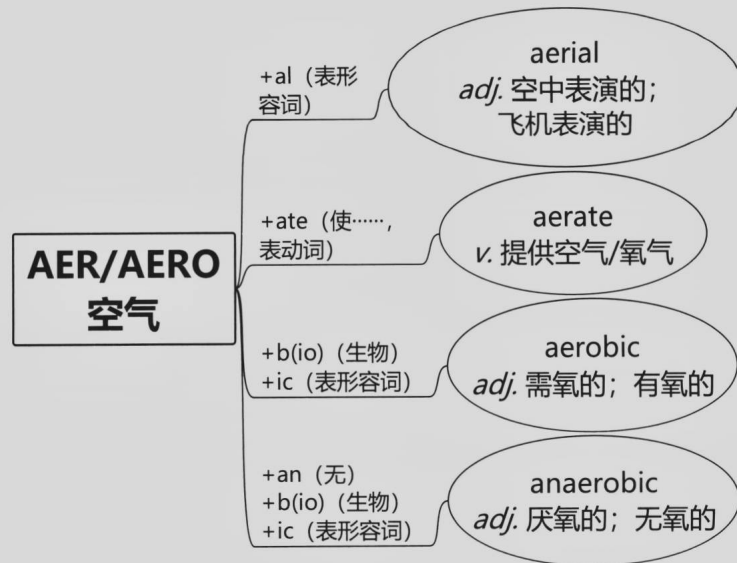 AER/AERO
空气
+al（表形
容词）
aerial
adj. 空中表演的；
飞机表演的
+ate（使……，
表动词）
aerate
v. 提供空气/氧气
+b(io)（生物）
+ic（表形容词）
aerobic
adj. 需氧的；有氧的
+an（无）
+b(io)（生物）
+ic（表形容词）
anaerobic
adj. 厌氧的；无氧的